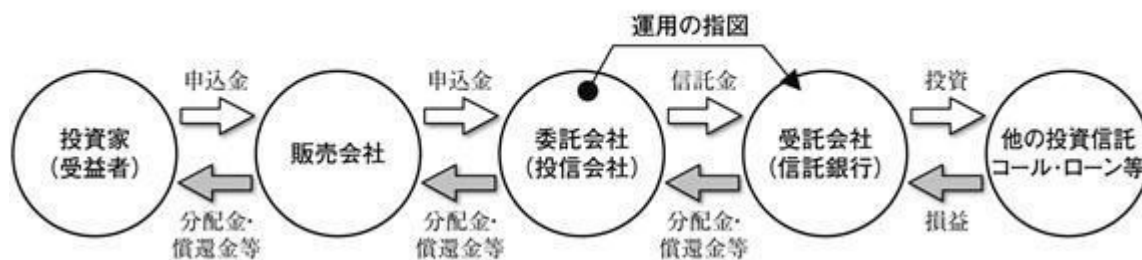 運用の指図
申込金
申込金
信託金
投資
投資家
(受益者)
販売会社
委託会社
(投信会社)
受託会社
(信託銀行)
他の投資信託
コール・ローン等
分配金・
償還金等
分配金・
償還金等
分配金・
償還金等
損益